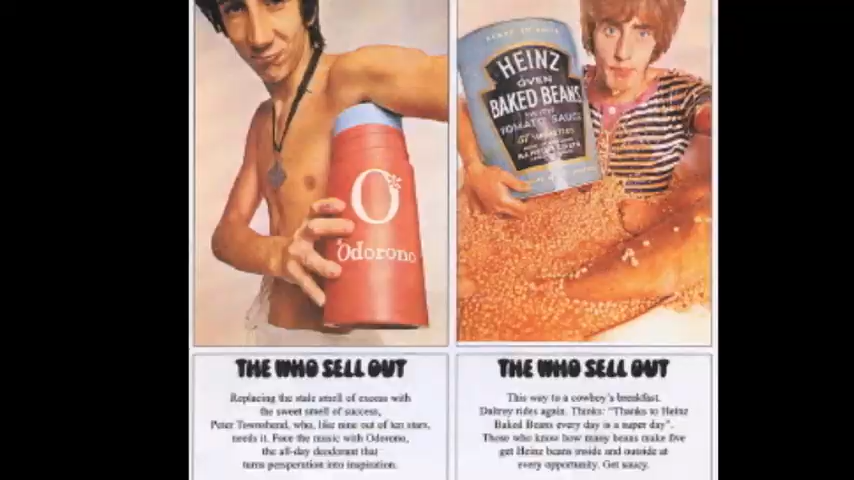 O
Odorono
HEINZ
OVEN
BAKED BEANS
WITH
TOMATO SAUCE
57 VARIETIES
THE WHO SELL OUT
Replacing the stale smell of excess with
the sweet smell of success,
Peter Townshend, who, like nine out of ten stars,
needs it. Face the music with Odorono,
the all-day deodorant that
turns perspiration into inspiration.
THE WHO SELL OUT
This way to a cowboy's breakfast.
Daltrey rides again. Thinks: "Thanks to Heinz
Baked Beans every day is a super day".
Those who know how many beans make five
get Heinz beans inside and outside at
every opportunity. Get saucy.